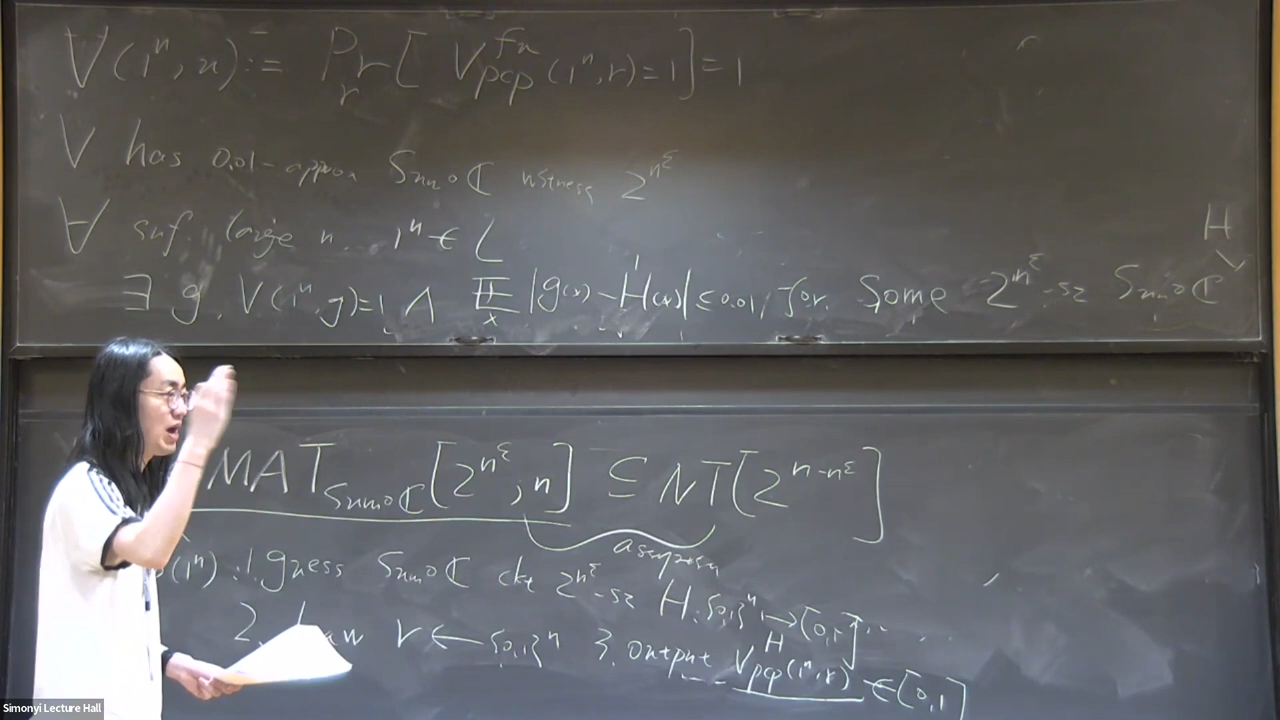 V(1ⁿ, x) := Pr_r[ V_pcp^{f_x}(1ⁿ, r) = 1 ] = 1
V has 0.01-approx Sum∘ℂ witness 2^{n^ε}
∀ suf. large n 1ⁿ ∈ L
H
∃ g, V(1ⁿ, g)=1 ∧ 𝔼_x |g(x) − H(x)| ≤ 0.01, for some 2^{n^ε}-sz Sum∘ℂ
MAT_{Sum∘ℂ}[2^{n^ε}, n] ⊆ NT[2^{n-n^ε}]
(1ⁿ): 1. guess Sum∘ℂ ckt 2^{n^ε}-sz H: {0,1}ⁿ → [0,1]
2. draw r ← {0,1}ⁿ 3. output V_pcp^H(1ⁿ, r) ∈ [0,1]
Simonyi Lecture Hall